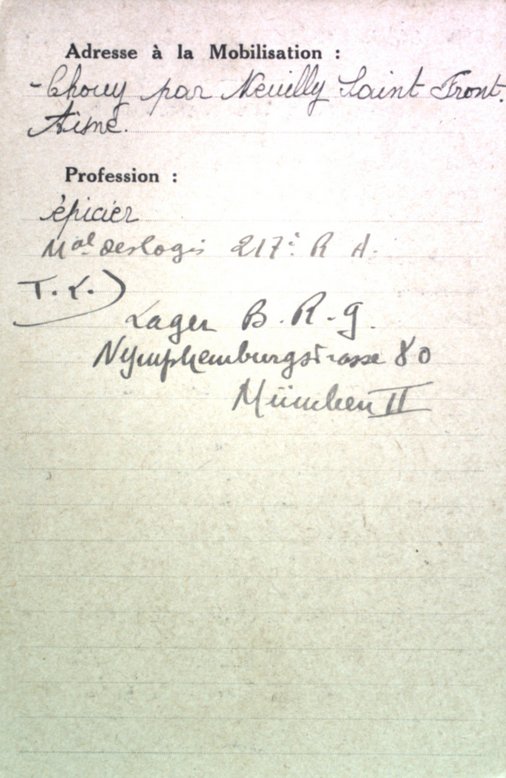 Adresse à la Mobilisation :
- Chouy par Neuilly Saint Front.
Aisne.
Profession :
épicier
Mal des logis 217e R A.
T.K.)
Lager B. R. g.
Nymphemburgstrasse 80
München II